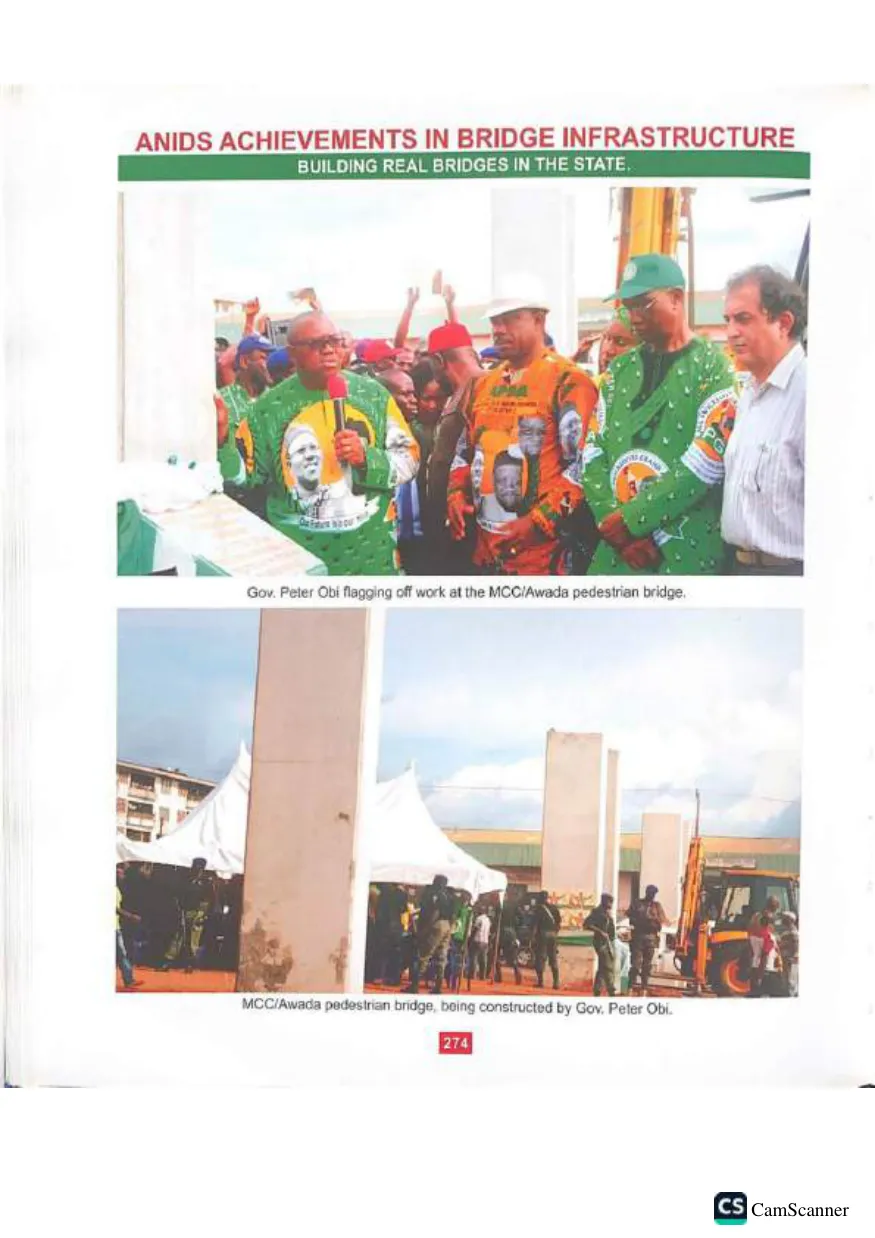 ANIDS ACHIEVEMENTS IN BRIDGE INFRASTRUCTURE
BUILDING REAL BRIDGES IN THE STATE.
Gov. Peter Obi flagging off work at the MCC/Awada pedestrian bridge.
MCC/Awada pedestrian bridge, being constructed by Gov. Peter Obi.
274
CS CamScanner